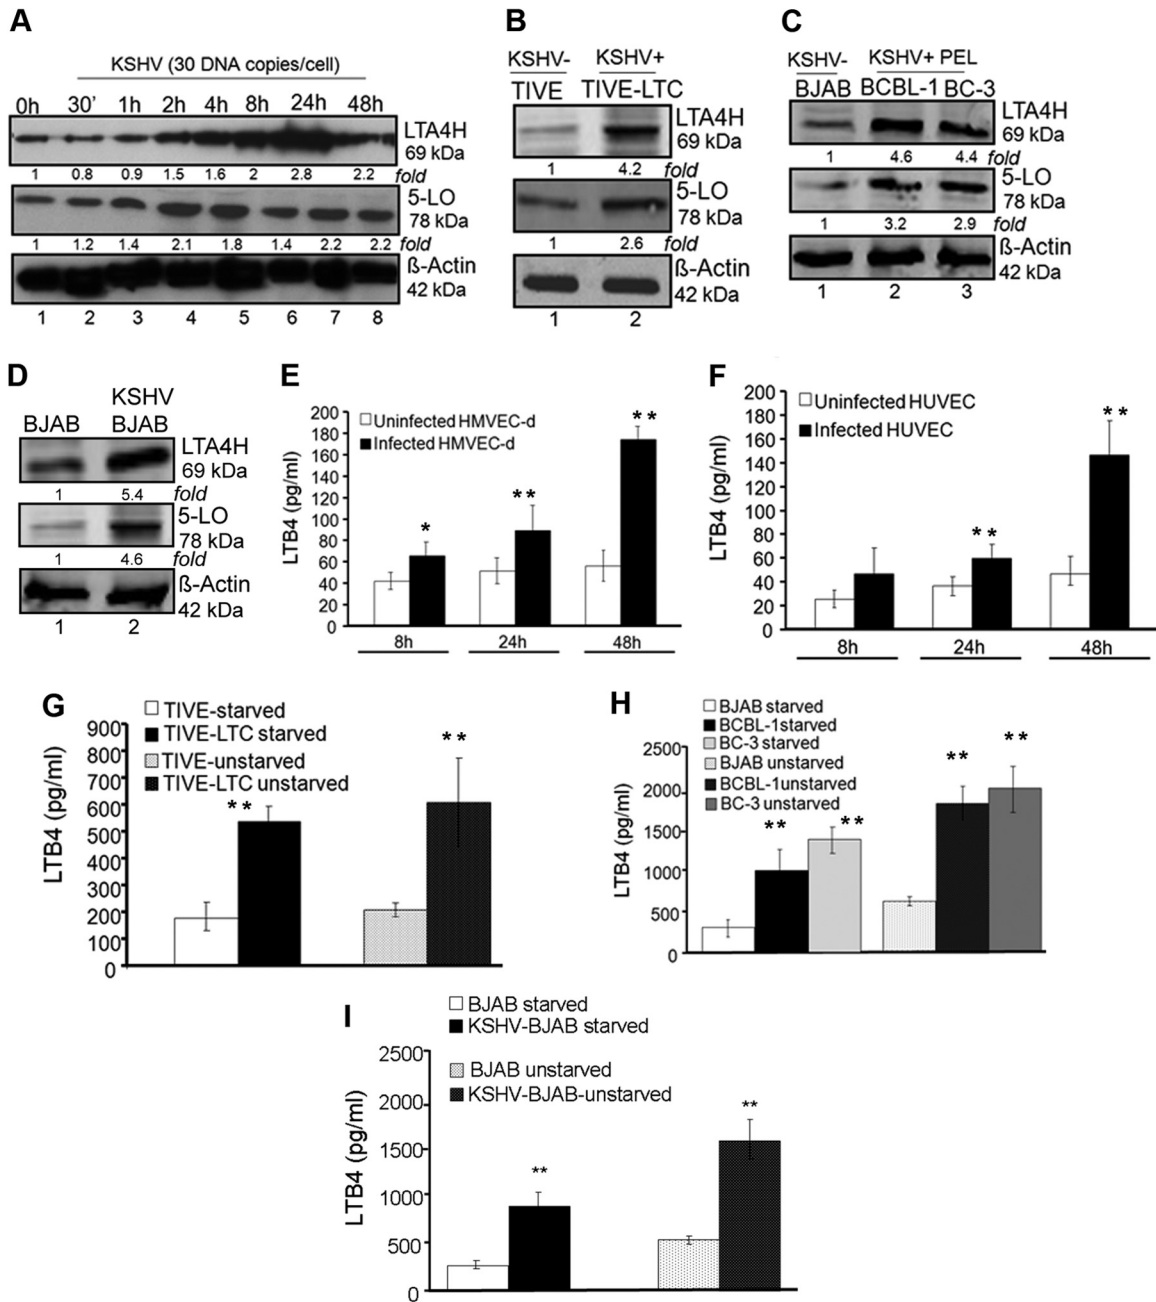 A
KSHV (30 DNA copies/cell)
0h 30' 1h 2h 4h 8h 24h 48h
LTA4H
69 kDa
1 0.8 0.9 1.5 1.6 2 2.8 2.2 fold
5-LO
78 kDa
1 1.2 1.4 2.1 1.8 1.4 2.2 2.2 fold
ß-Actin
42 kDa
1 2 3 4 5 6 7 8
B
KSHV- KSHV+
TIVE TIVE-LTC
LTA4H
69 kDa
1 4.2 fold
5-LO
78 kDa
1 2.6 fold
ß-Actin
42 kDa
1 2
C
KSHV- KSHV+ PEL
BJAB BCBL-1 BC-3
LTA4H
69 kDa
1 4.6 4.4 fold
5-LO
78 kDa
1 3.2 2.9 fold
ß-Actin
42 kDa
1 2 3
D
KSHV
BJAB BJAB
LTA4H
69 kDa
1 5.4 fold
5-LO
78 kDa
1 4.6 fold
ß-Actin
42 kDa
1 2
E
Uninfected HMVEC-d
Infected HMVEC-d
LTB4 (pg/ml)
200
180
160
140
120
100
80
60
40
20
0
* ** **
8h 24h 48h
F
Uninfected HUVEC
Infected HUVEC
LTB4 (pg/ml)
200
180
160
140
120
100
80
60
40
20
0
** **
8h 24h 48h
G
TIVE-starved
TIVE-LTC starved
TIVE-unstarved
TIVE-LTC unstarved
LTB4 (pg/ml)
900
800
700
600
500
400
300
200
100
0
** **
H
BJAB starved
BCBL-1starved
BC-3 starved
BJAB unstarved
BCBL-1unstarved
BC-3 unstarved
LTB4 (pg/ml)
2500
2000
1500
1000
500
0
** ** ** **
I
BJAB starved
KSHV-BJAB starved
BJAB unstarved
KSHV-BJAB-unstarved
LTB4 (pg/ml)
2500
2000
1500
1000
500
0
** **